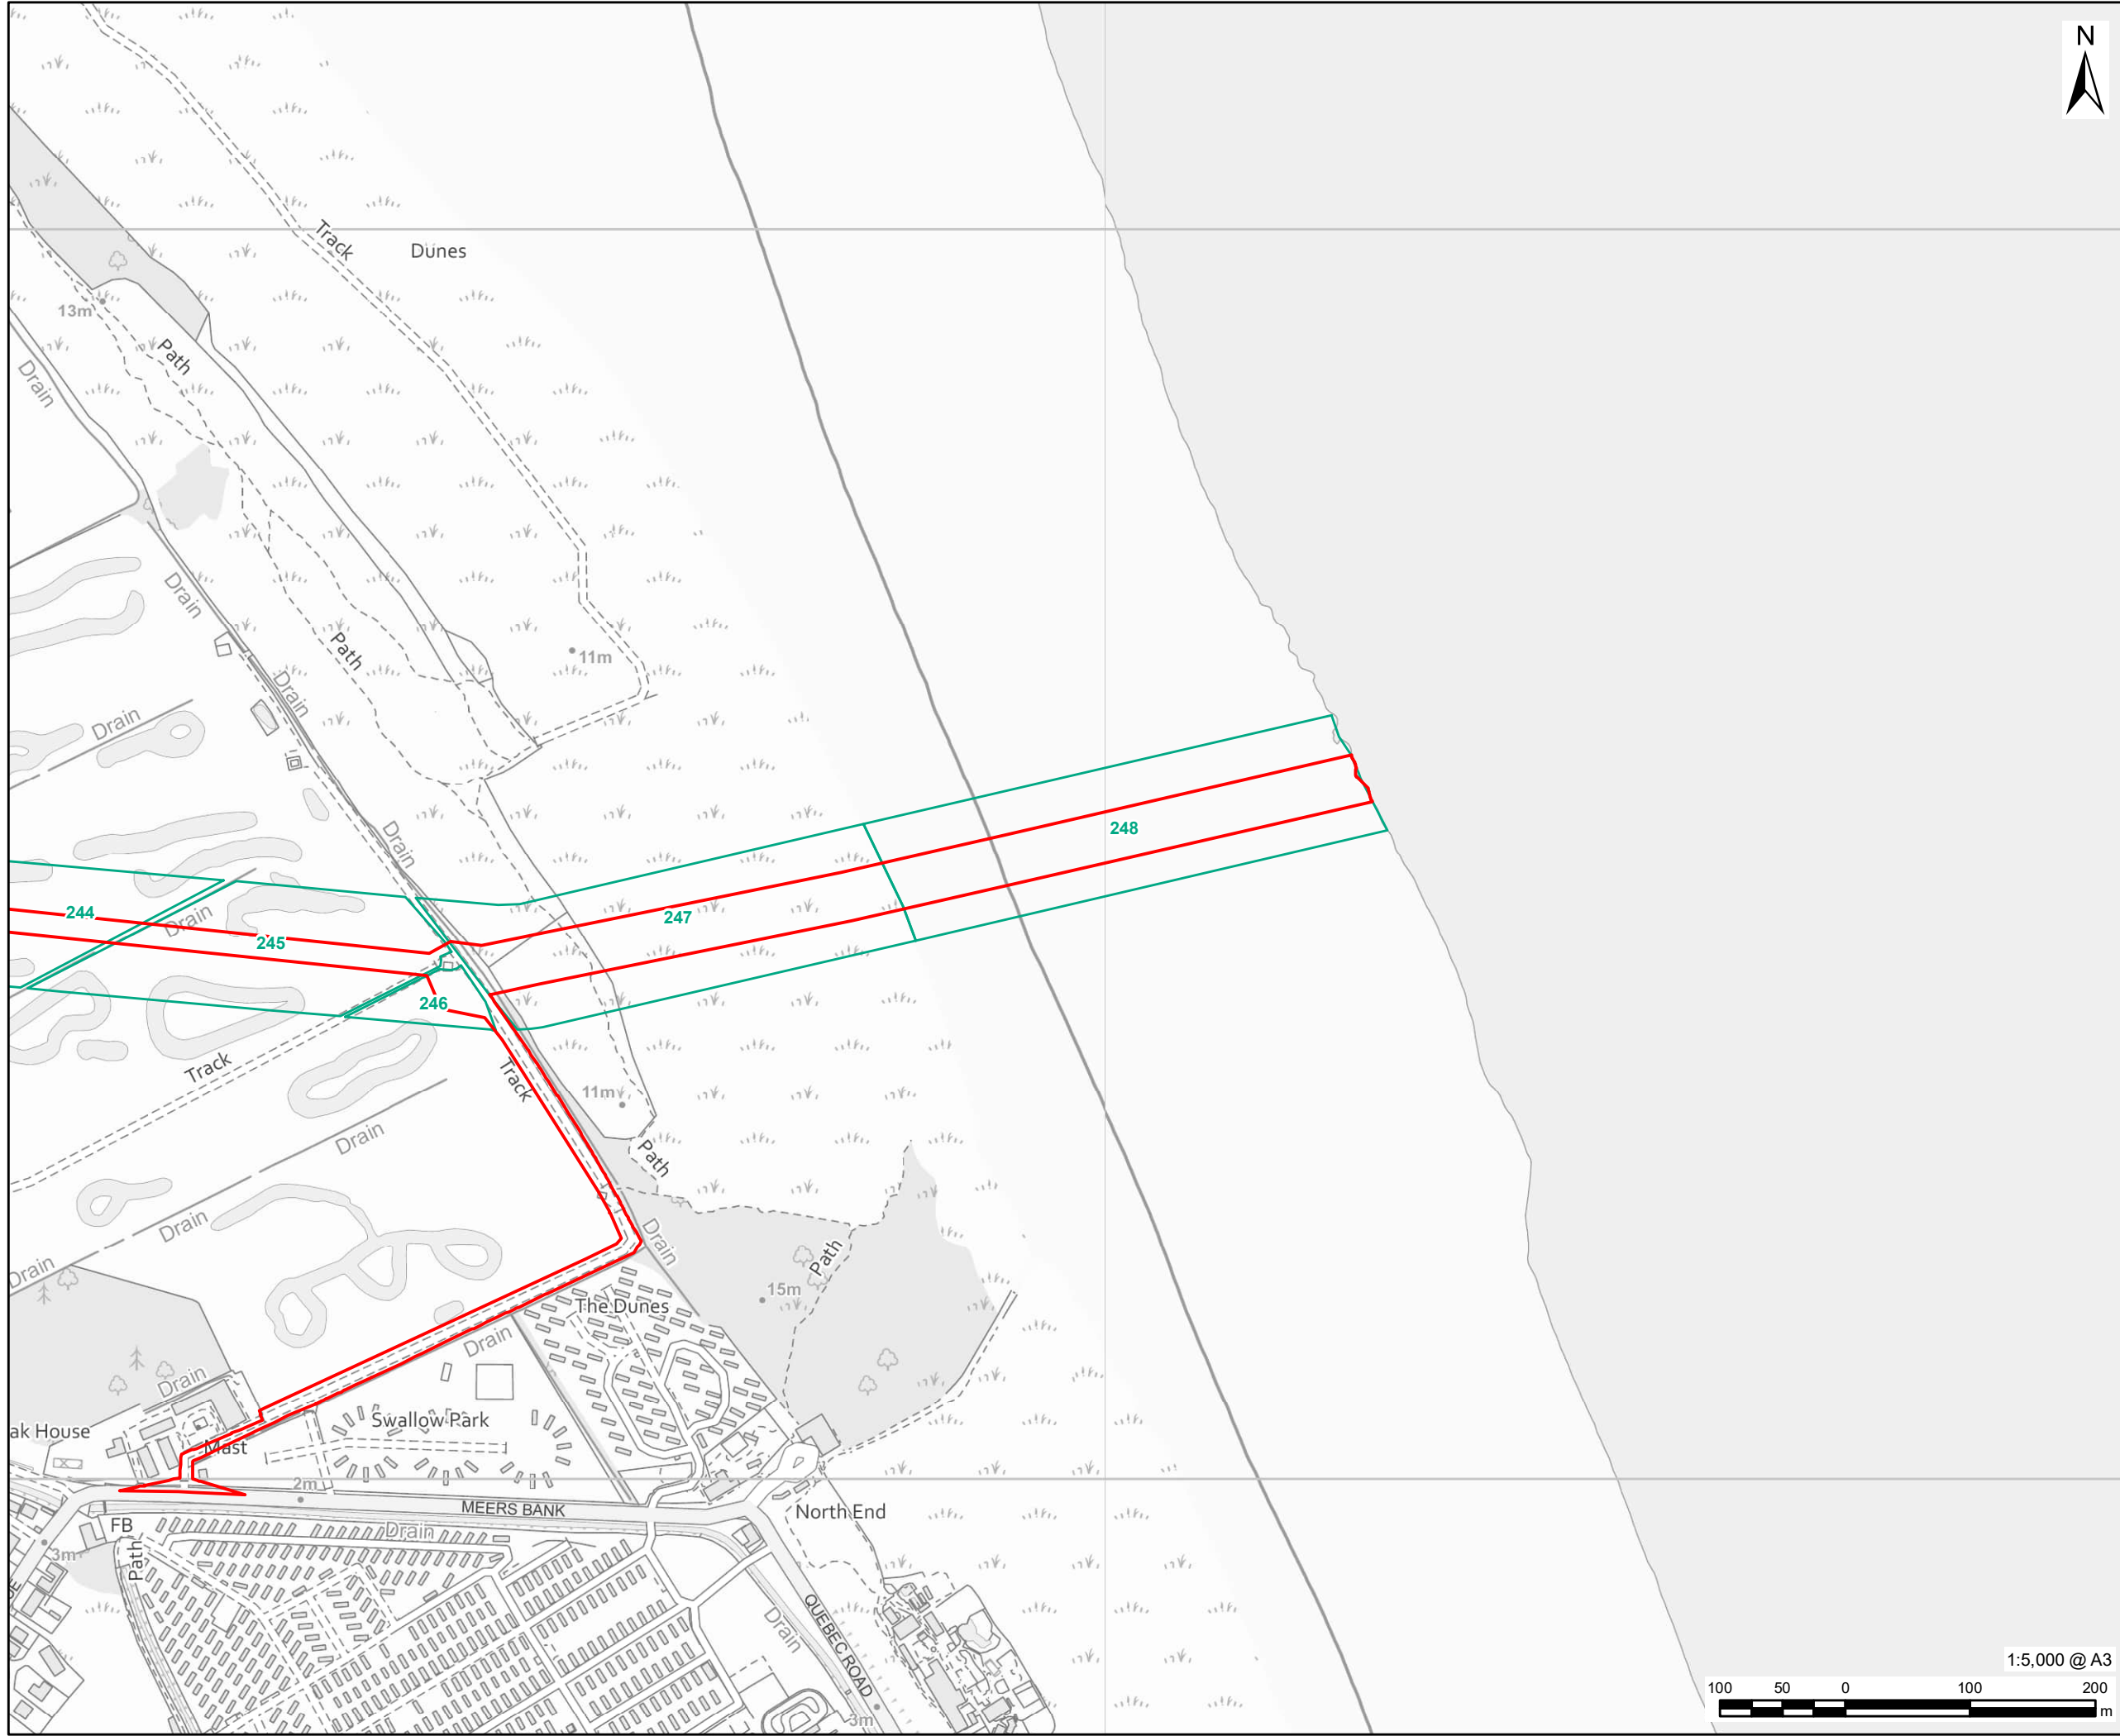 N
Track
Dunes
13m
Path
Drain
Drain
Path
11m
Drain
Drain
Drain
248
244
Drain
247
245
246
Track
Track
11m
Drain
Path
Drain
Drain
Drain
Path
15m
The Dunes
Drain
Drain
Swallow Park
ak House
Mast
2m
MEERS BANK
North End
FB
Drain
3m
Path
QUEBEC ROAD
Drain
3m
1:5,000 @ A3
100 50 0 100 200
m